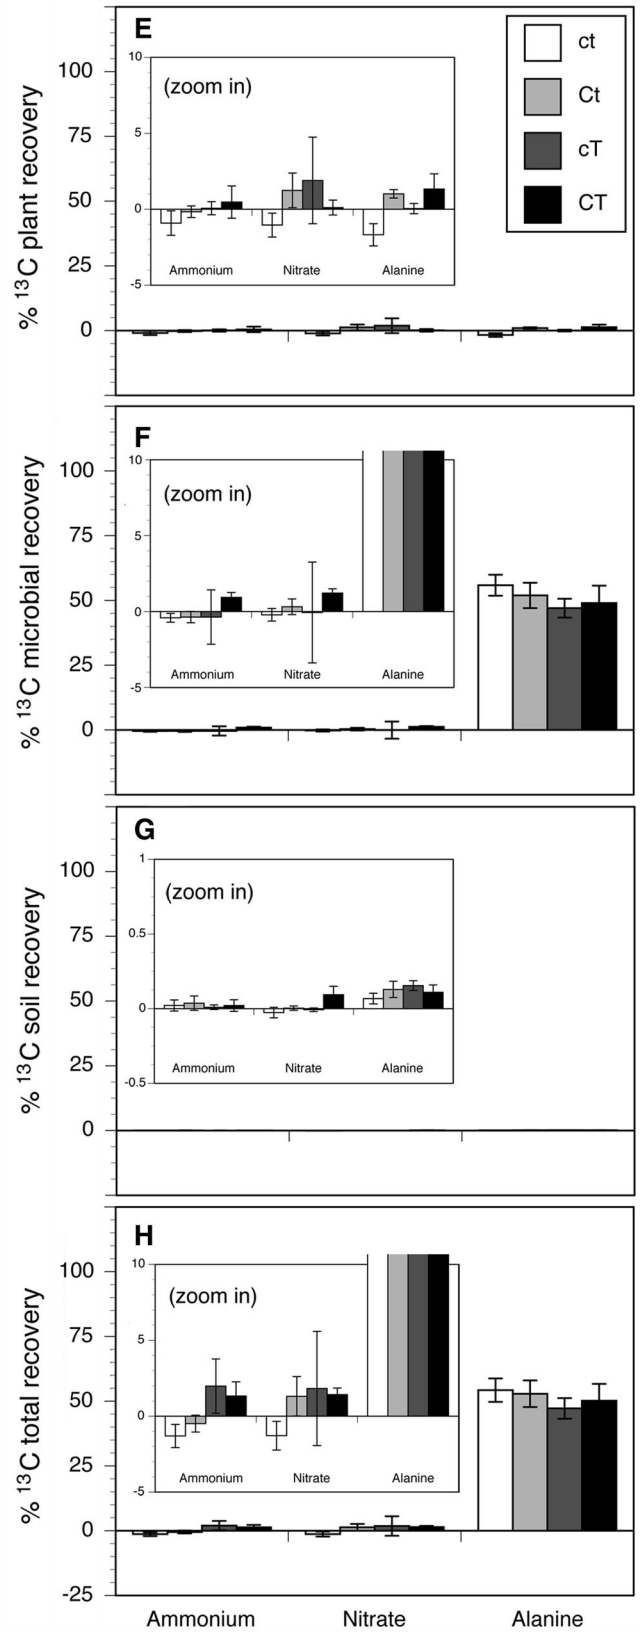 E
ct
Ct
cT
CT
100
75
50
25
0
% ¹³C plant recovery
(zoom in)
10
5
0
-5
Ammonium Nitrate Alanine
F
100
75
50
25
0
% ¹³C microbial recovery
(zoom in)
10
5
0
-5
Ammonium Nitrate Alanine
G
100
75
50
25
0
% ¹³C soil recovery
(zoom in)
1
0.5
0
-0.5
Ammonium Nitrate Alanine
H
100
75
50
25
0
-25
% ¹³C total recovery
(zoom in)
10
5
0
-5
Ammonium Nitrate Alanine
Ammonium Nitrate Alanine